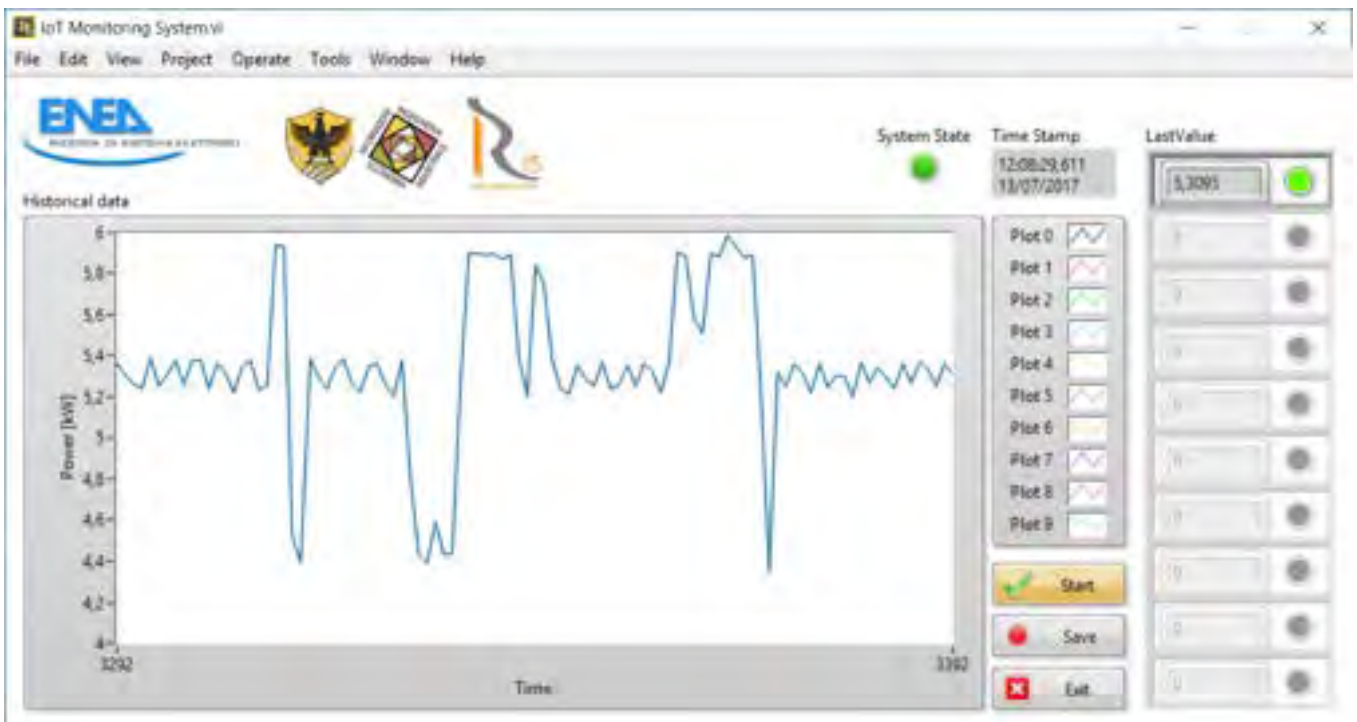 IoT Monitoring System.vi
File Edit View Project Operate Tools Window Help
ENEA
System State
Time Stamp
LastValue
12:08:29,611
13/07/2017
5,3095
Historical data
Power [kW]
6
5,8
5,6
5,4
5,2
5
4,8
4,6
4,4
4,2
4
3292
3392
Time
Plot 0
Plot 1
Plot 2
Plot 3
Plot 4
Plot 5
Plot 6
Plot 7
Plot 8
Plot 9
Start
Save
Exit